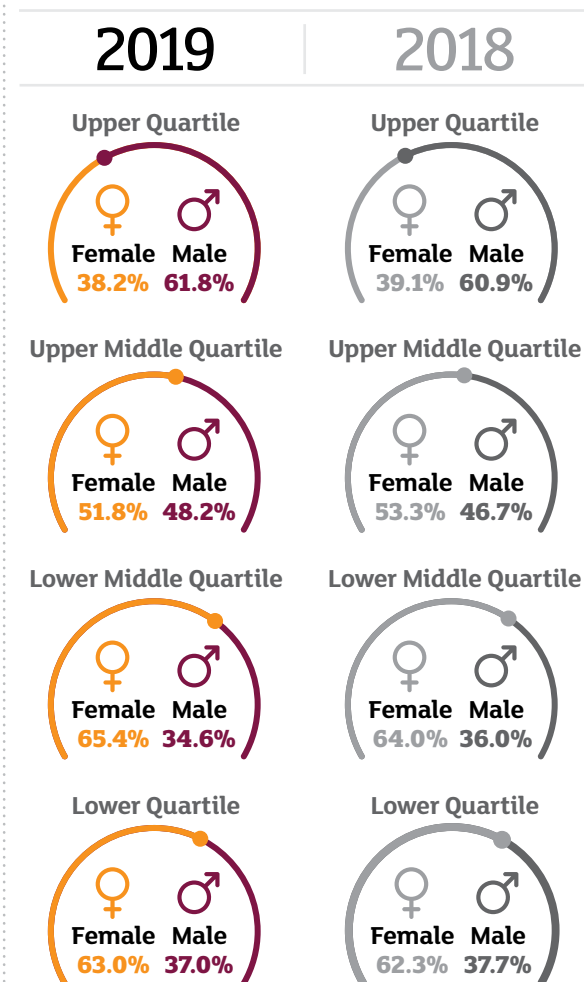 2019 2018
Upper Quartile Upper Quartile
Female Male Female Male
38.2% 61.8% 39.1% 60.9%
Upper Middle Quartile Upper Middle Quartile
Female Male Female Male
51.8% 48.2% 53.3% 46.7%
Lower Middle Quartile Lower Middle Quartile
Female Male Female Male
65.4% 34.6% 64.0% 36.0%
Lower Quartile Lower Quartile
Female Male Female Male
63.0% 37.0% 62.3% 37.7%